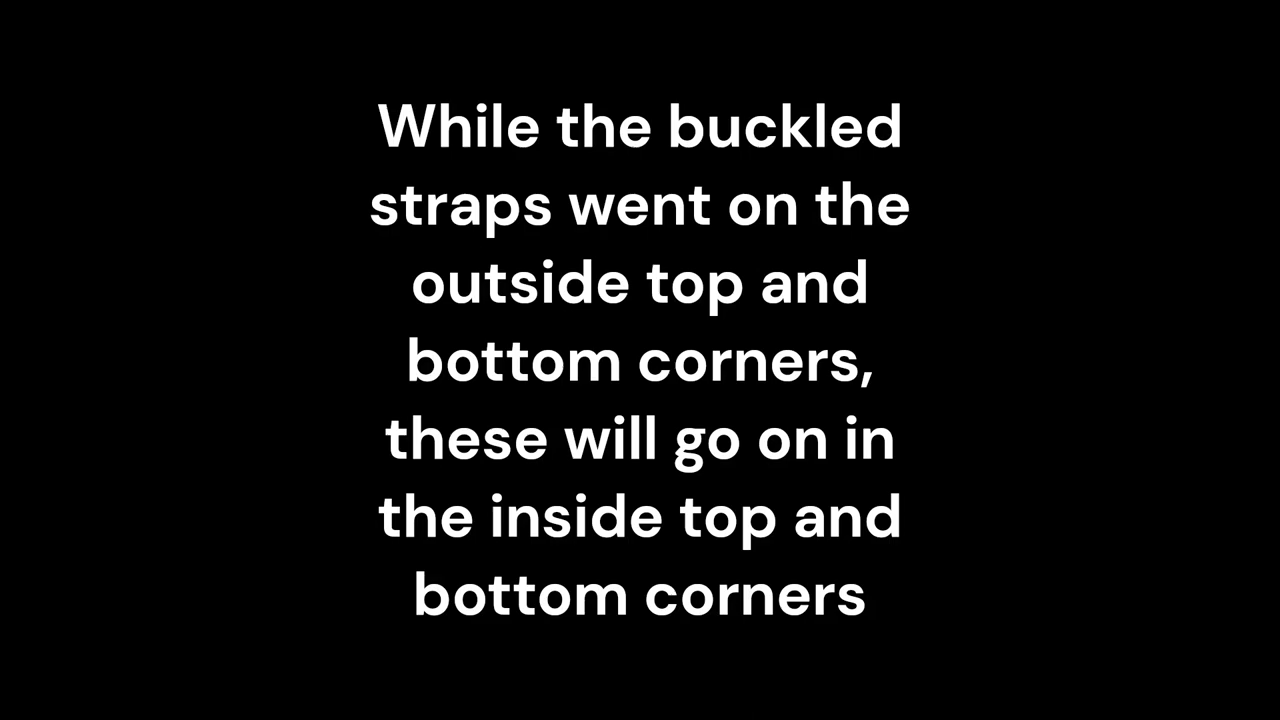 While the buckled
straps went on the
outside top and
bottom corners,
these will go on in
the inside top and
bottom corners